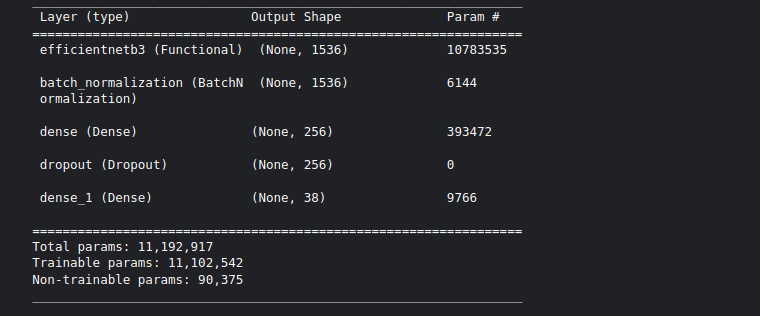 Layer (type) Output Shape Param #
=================================================================
efficientnetb3 (Functional) (None, 1536) 10783535
batch_normalization (BatchN (None, 1536) 6144
ormalization)
dense (Dense) (None, 256) 393472
dropout (Dropout) (None, 256) 0
dense_1 (Dense) (None, 38) 9766
=================================================================
Total params: 11,192,917
Trainable params: 11,102,542
Non-trainable params: 90,375